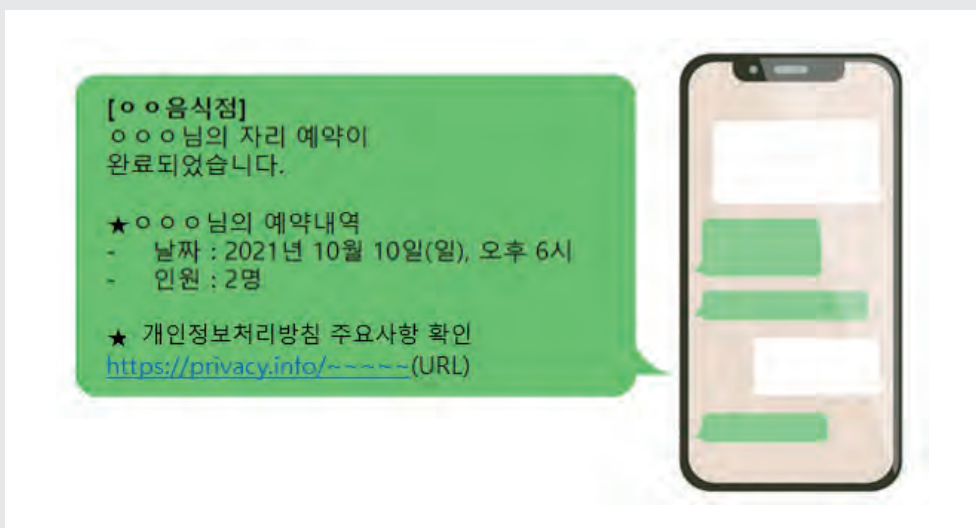 [ㅇㅇ음식점]
ㅇㅇㅇ님의 자리 예약이
완료되었습니다.
★ㅇㅇㅇ님의 예약내역
- 날짜 : 2021년 10월 10일(일), 오후 6시
- 인원 : 2명
★ 개인정보처리방침 주요사항 확인
https://privacy.info/~~~~~(URL)